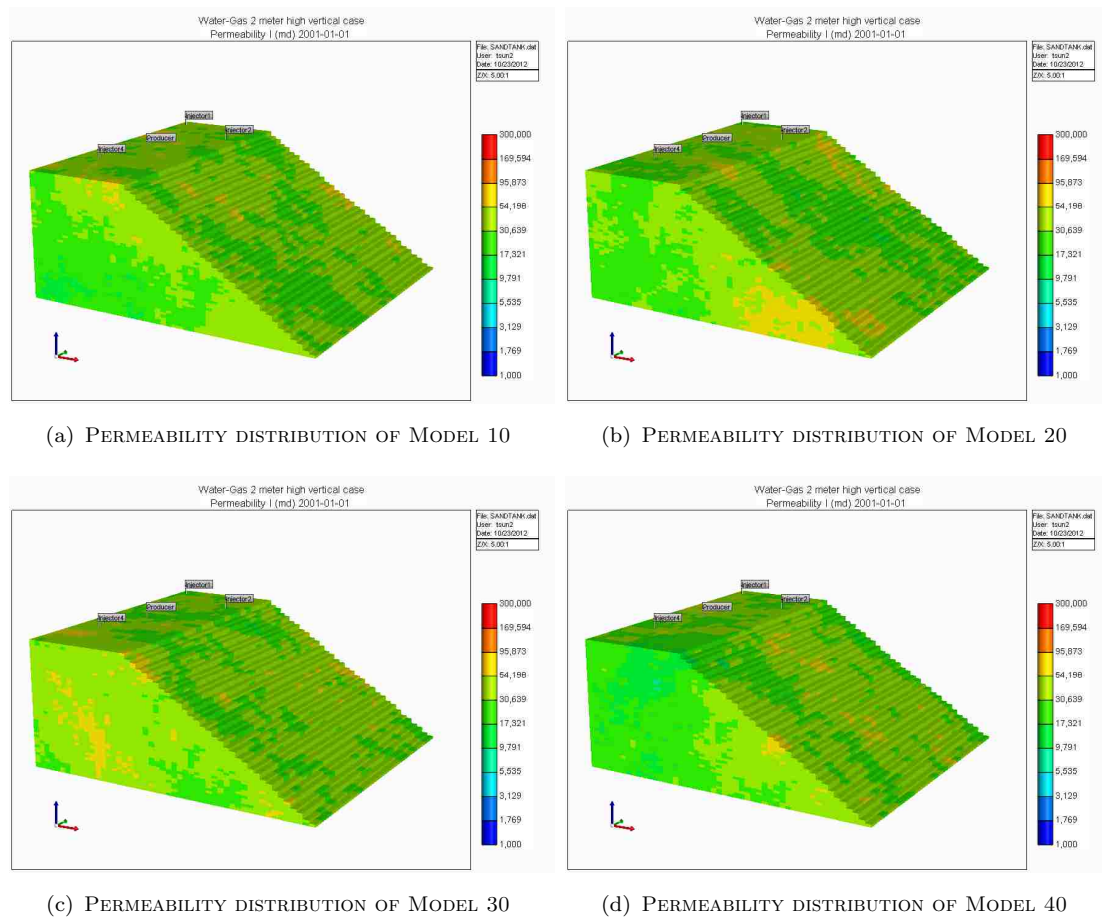 Water-Gas 2 meter high vertical case
Permeability I (md) 2001-01-01
File: SANDTANK.dat
User: tsun2
Date: 10/23/2012
Z/X: 5.00:1
Injector1
Producer
Injector2
Injector4
300,000
169,594
95,873
54,198
30,639
17,321
9,791
5,535
3,129
1,769
1,000
(a) Permeability distribution of Model 10
Water-Gas 2 meter high vertical case
Permeability I (md) 2001-01-01
File: SANDTANK.dat
User: tsun2
Date: 10/23/2012
Z/X: 5.00:1
Injector1
Producer
Injector2
Injector4
300,000
169,594
95,873
54,198
30,639
17,321
9,791
5,535
3,129
1,769
1,000
(b) Permeability distribution of Model 20
Water-Gas 2 meter high vertical case
Permeability I (md) 2001-01-01
File: SANDTANK.dat
User: tsun2
Date: 10/23/2012
Z/X: 5.00:1
Injector1
Producer
Injector2
Injector4
300,000
169,594
95,873
54,198
30,639
17,321
9,791
5,535
3,129
1,769
1,000
(c) Permeability distribution of Model 30
Water-Gas 2 meter high vertical case
Permeability I (md) 2001-01-01
File: SANDTANK.dat
User: tsun2
Date: 10/23/2012
Z/X: 5.00:1
Injector1
Producer
Injector2
Injector4
300,000
169,594
95,873
54,198
30,639
17,321
9,791
5,535
3,129
1,769
1,000
(d) Permeability distribution of Model 40